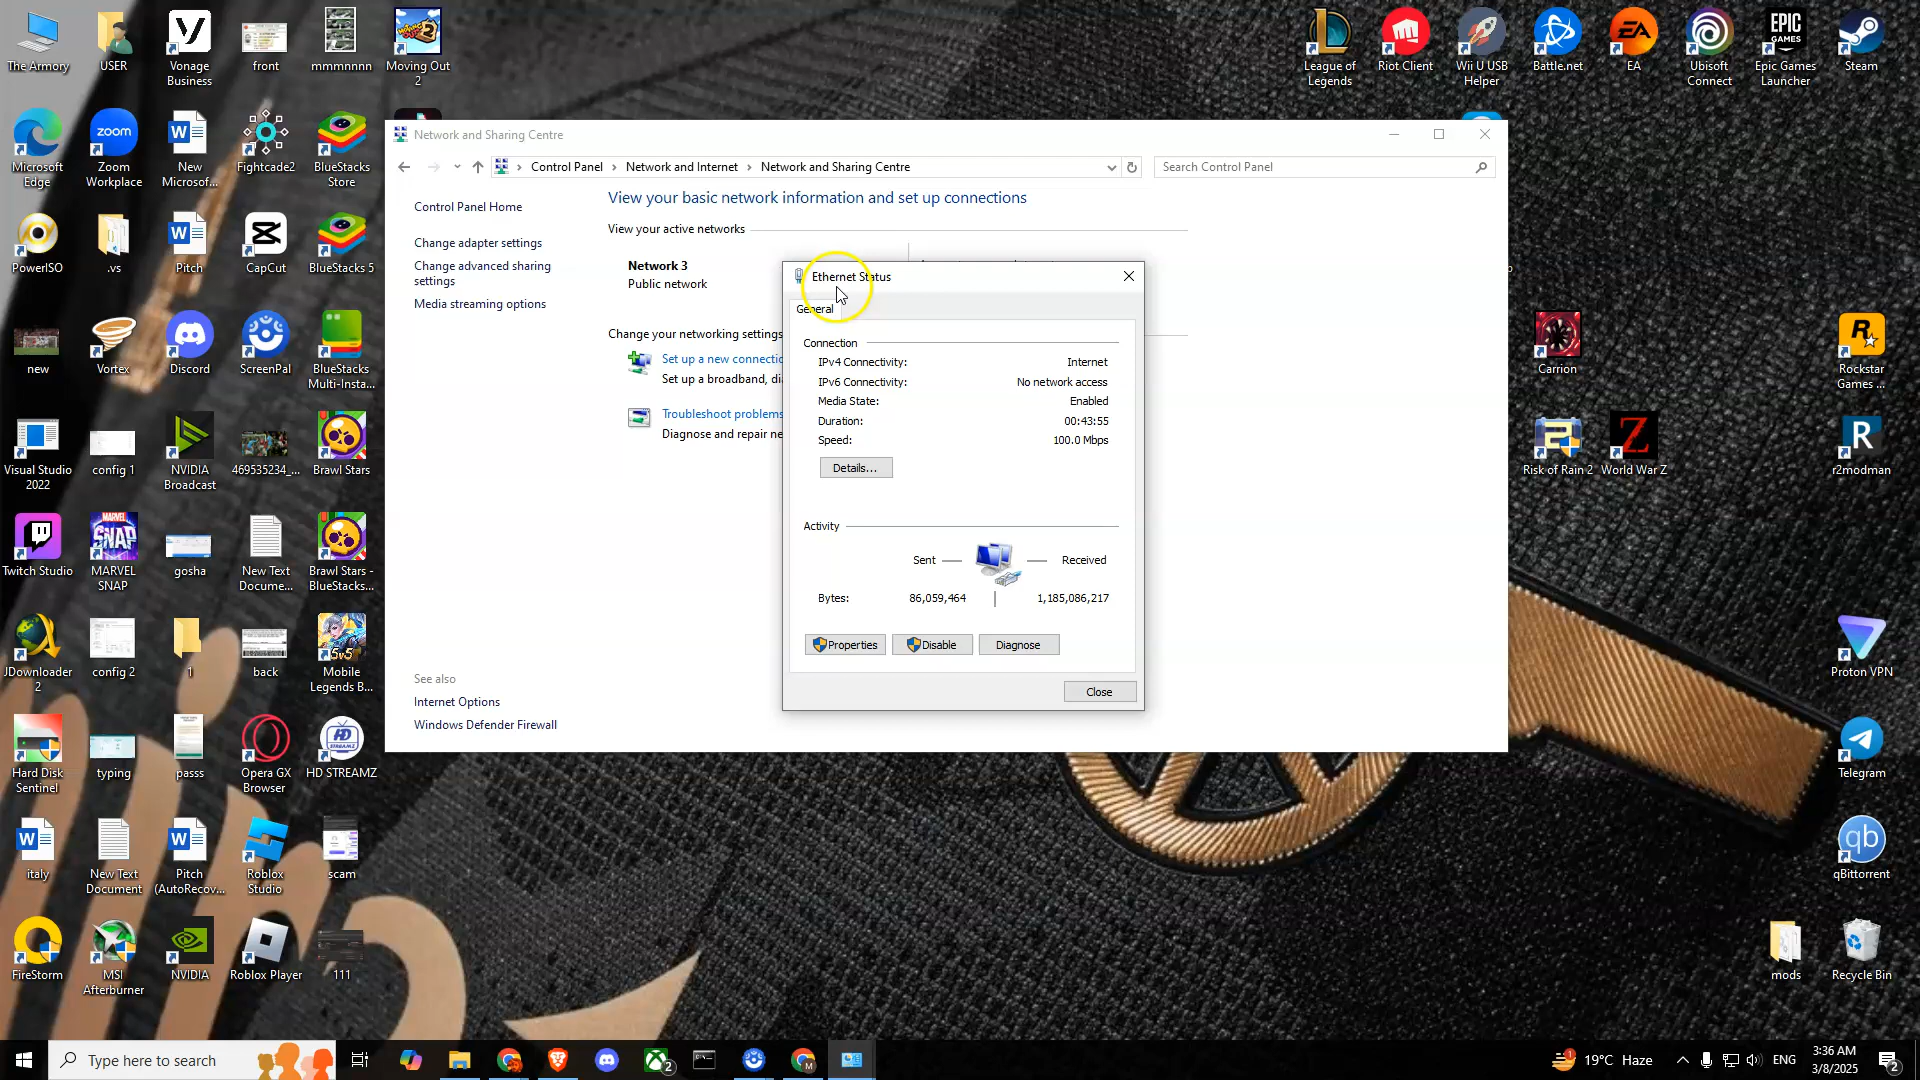 The Armory
USER
Vonage
Business
front
mmmnnnn
Moving Out
2
League of
Legends
Riot Client
Wii U USB
Helper
Battle.net
EA
Ubisoft
Connect
EPIC
GAMES
Epic Games
Launcher
Steam
Microsoft
Edge
zoom
Zoom
Workplace
New
Microsof...
Fightcade2
BlueStacks
Store
PowerISO
.vs
Pitch
CapCut
BlueStacks 5
new
Vortex
Discord
ScreenPal
BlueStacks
Multi-Insta...
Visual Studio
2022
config 1
NVIDIA
Broadcast
469535234_...
Brawl Stars
Twitch Studio
MARVEL
SNAP
MARVEL
SNAP
gosha
New Text
Docume...
Brawl Stars -
BlueStacks...
JDownloader
2
config 2
1
back
5v5
Mobile
Legends B...
Hard Disk
Sentinel
typing
passs
Opera GX
Browser
HD
STREAMZ
HD STREAMZ
italy
New Text
Document
Pitch
(AutoRecov...
Roblox
Studio
scam
FireStorm
MSI
Afterburner
NVIDIA
Roblox Player
111
Network and Sharing Centre
Control Panel
Network and Internet
Network and Sharing Centre
Search Control Panel
Control Panel Home
Change adapter settings
Change advanced sharing
settings
Media streaming options
See also
Internet Options
Windows Defender Firewall
View your basic network information and set up connections
View your active networks
Network 3
Public network
Change your networking settings
Set up a new connectio
Set up a broadband, di
Troubleshoot problems
Diagnose and repair ne
Ethernet Status
General
Connection
IPv4 Connectivity: Internet
IPv6 Connectivity: No network access
Media State: Enabled
Duration: 00:43:55
Speed: 100.0 Mbps
Details...
Activity
Sent
Received
Bytes: 86,059,464 1,185,086,217
Properties
Disable
Diagnose
Close
Carrion
Rockstar
Games ...
Risk of Rain 2
World War Z
r2modman
Proton VPN
Telegram
qBittorrent
mods
Recycle Bin
Type here to search
2
1
19°C Haze
ENG
3:36 AM
3/8/2025
2